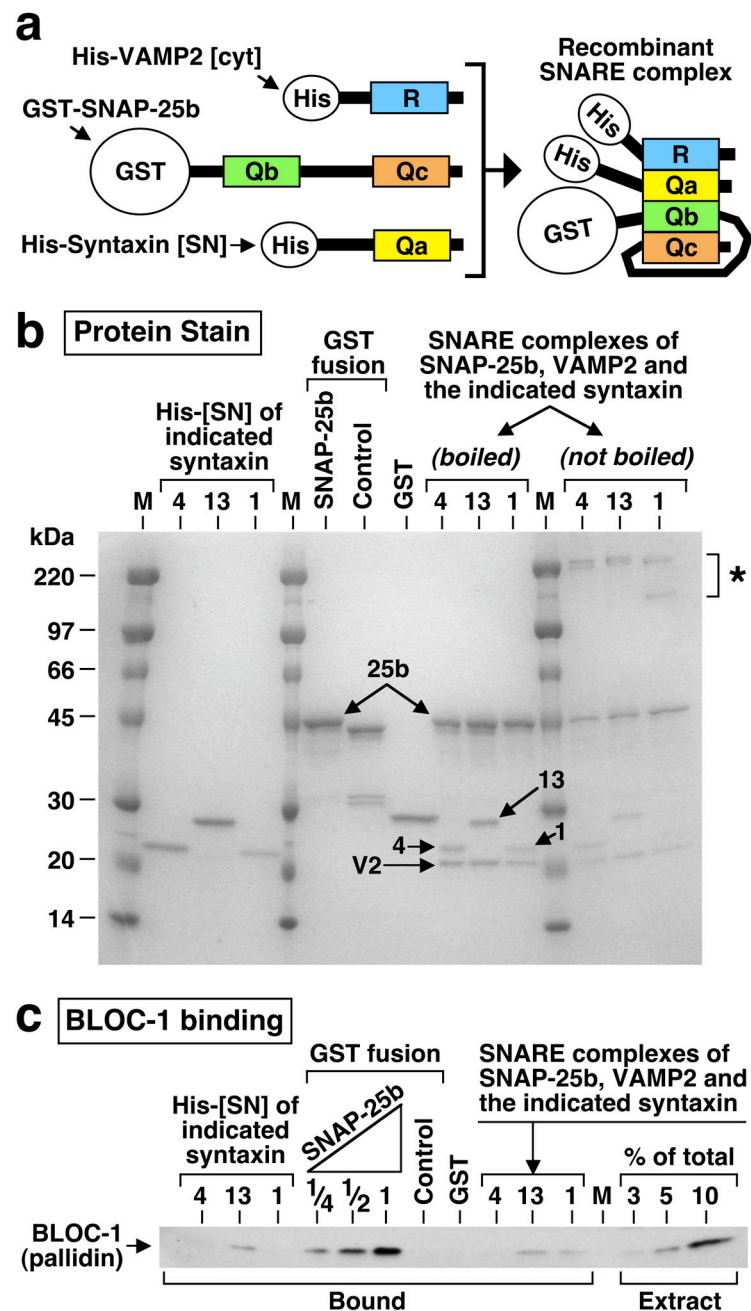 a
His-VAMP2 [cyt]
His
R
GST-SNAP-25b
GST
Qb
Qc
His-Syntaxin [SN]
His
Qa
Recombinant
SNARE complex
His
His
GST
R
Qa
Qb
Qc
b
Protein Stain
His-[SN] of
indicated
syntaxin
GST
fusion
SNARE complexes of
SNAP-25b, VAMP2 and
the indicated syntaxin
(boiled)
(not boiled)
M 4 13 1 M SNAP-25b Control GST 4 13 1 M 4 13 1
kDa
220
97
66
45
30
20
14
25b
13
4
1
V2
*
c
BLOC-1 binding
GST fusion
SNARE complexes of
SNAP-25b, VAMP2 and
the indicated syntaxin
His-[SN] of
indicated
syntaxin
SNAP-25b
% of total
4 13 1 1/4 1/2 1 Control GST 4 13 1 M 3 5 10
BLOC-1
(pallidin)
Bound
Extract